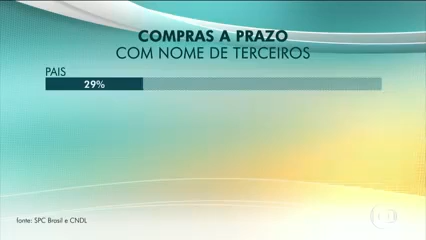 COMPRAS A PRAZO
COM NOME DE TERCEIROS
PAIS
29%
fonte: SPC Brasil e CNDL